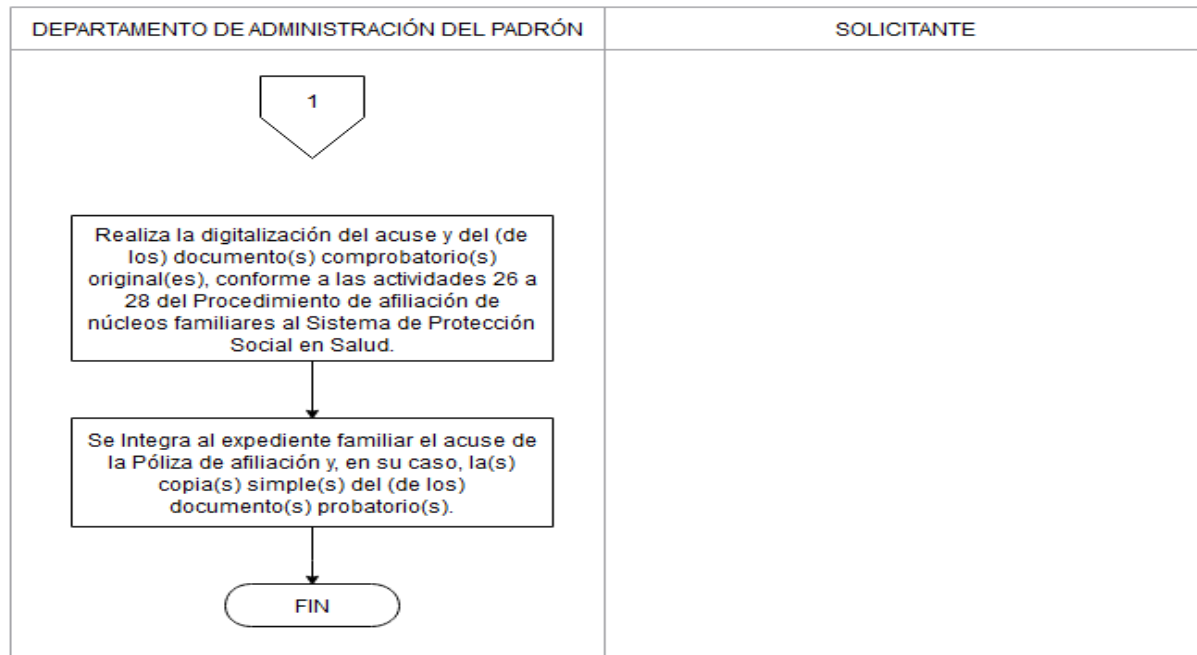 DEPARTAMENTO DE ADMINISTRACIÓN DEL PADRÓN
SOLICITANTE
1
Realiza la digitalización del acuse y del (de
los) documento(s) comprobatorio(s)
original(es), conforme a las actividades 26 a
28 del Procedimiento de afiliación de
núcleos familiares al Sistema de Protección
Social en Salud.
Se Integra al expediente familiar el acuse de
la Póliza de afiliación y, en su caso, la(s)
copia(s) simple(s) del (de los)
documento(s) probatorio(s).
FIN